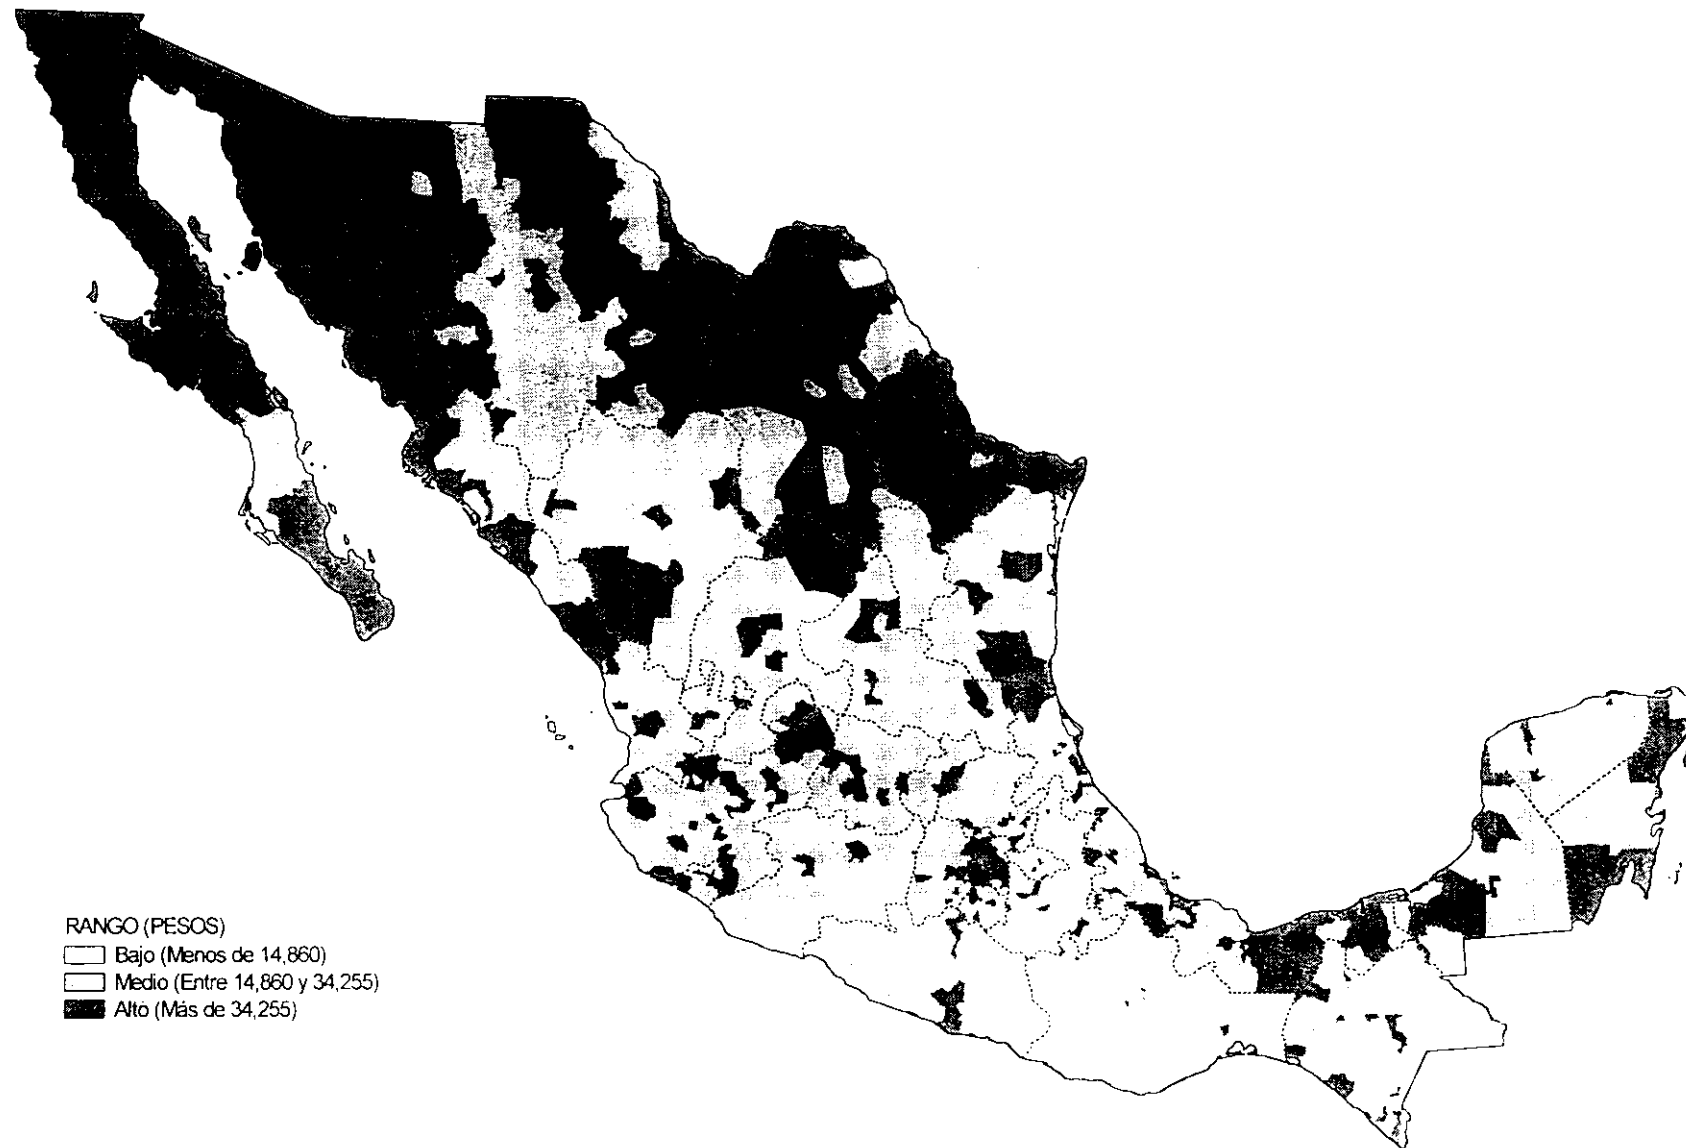 RANGO (PESOS)
Bajo (Menos de 14,860)
Medio (Entre 14,860 y 34,255)
Alto (Más de 34,255)